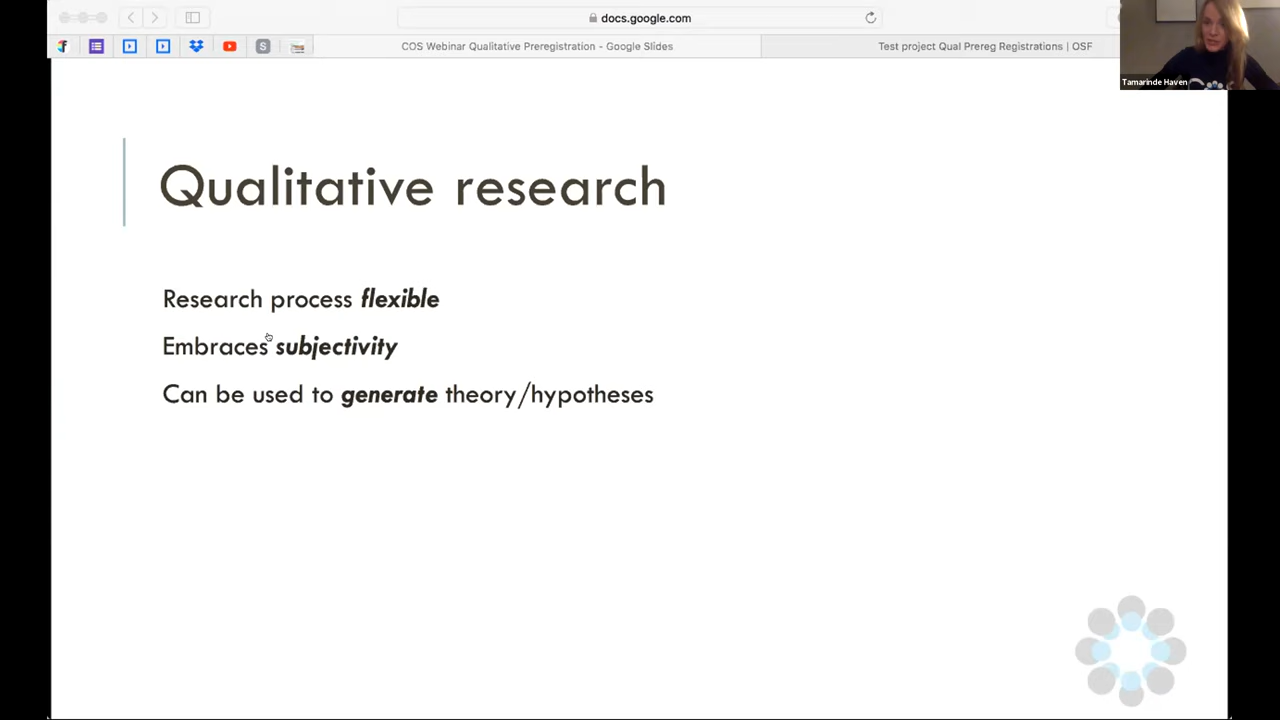 docs.google.com
S
COS Webinar Qualitative Preregistration - Google Slides
Test project Qual Prereg Registrations | OSF
Tamarinde Haven
Qualitative research
Research process flexible
Embraces subjectivity
Can be used to generate theory/hypotheses